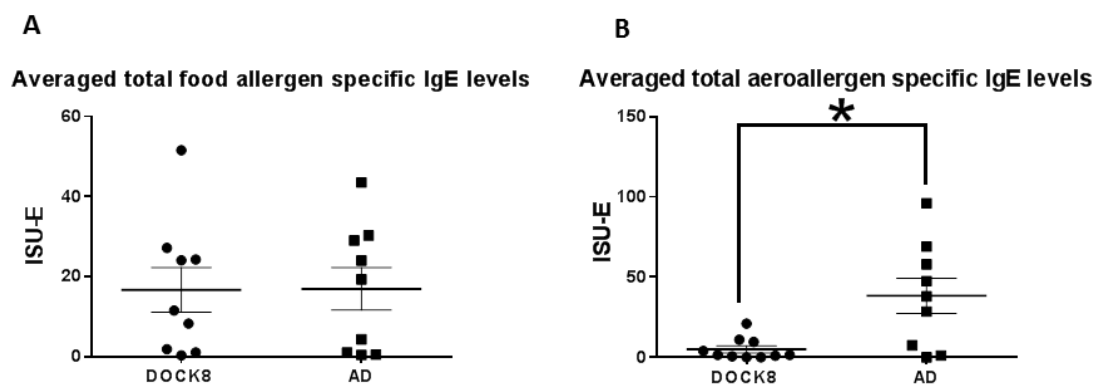 A
Averaged total food allergen specific IgE levels
60
40
20
0
ISU-E
DOCK8
AD
B
Averaged total aeroallergen specific IgE levels
*
150
100
50
0
ISU-E
DOCK8
AD